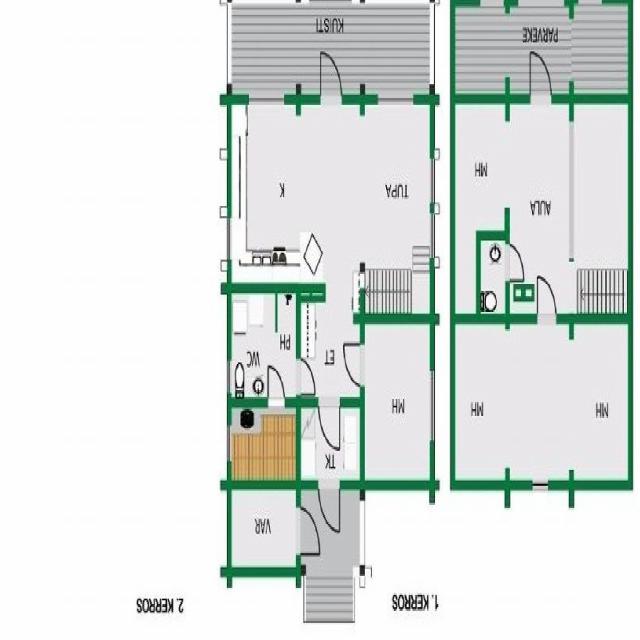 KUISTI
PARVEKE
K
TUPA
MH
AULA
WC
PH
ET
MH
MH
MH
TK
VAR
2. KERROS
1. KERROS